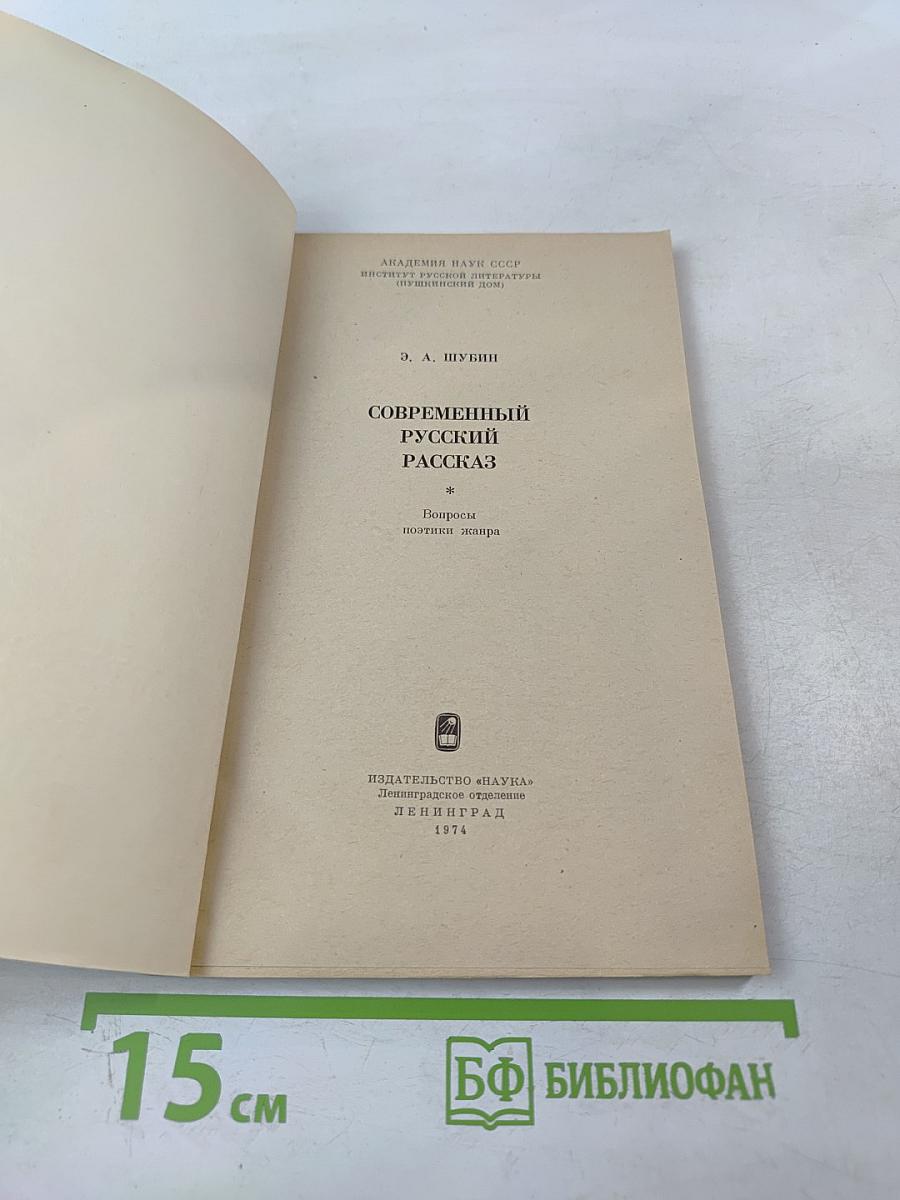 АКАДЕМИЯ НАУК СССР
ИНСТИТУТ РУССКОЙ ЛИТЕРАТУРЫ
(ПУШКИНСКИЙ ДОМ)
Э. А. ШУБИН
СОВРЕМЕННЫЙ
РУССКИЙ
РАССКАЗ
*
Вопросы
поэтики жанра
ИЗДАТЕЛЬСТВО «НАУКА»
Ленинградское отделение
ЛЕНИНГРАД
1974
15 см
БФ БИБЛИОФАН